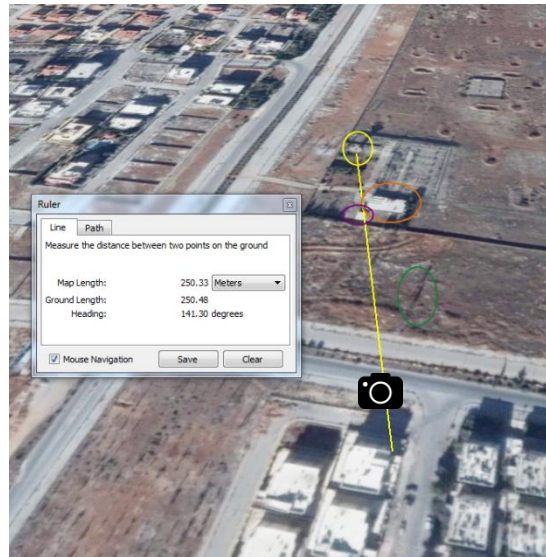 Ruler
Line Path
Measure the distance between two points on the ground
Map Length: 250.33 Meters
Ground Length: 250.48
Heading: 141.30 degrees
Mouse Navigation Save Clear